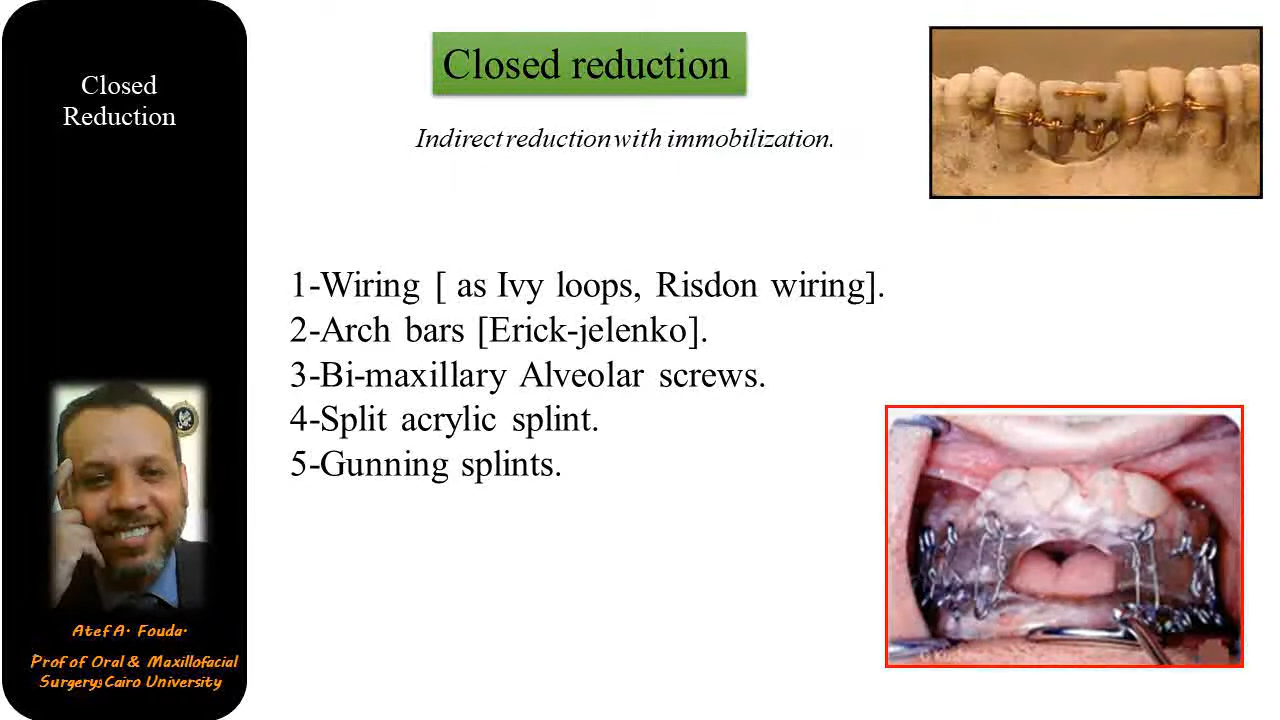 Closed
Reduction
Closed reduction
Indirect reduction with immobilization.
1-Wiring [ as Ivy loops, Risdon wiring].
2-Arch bars [Erick-jelenko].
3-Bi-maxillary Alveolar screws.
4-Split acrylic splint.
5-Gunning splints.
Atef A. Fouda.
Prof of Oral & Maxillofacial
Surgery;Cairo University